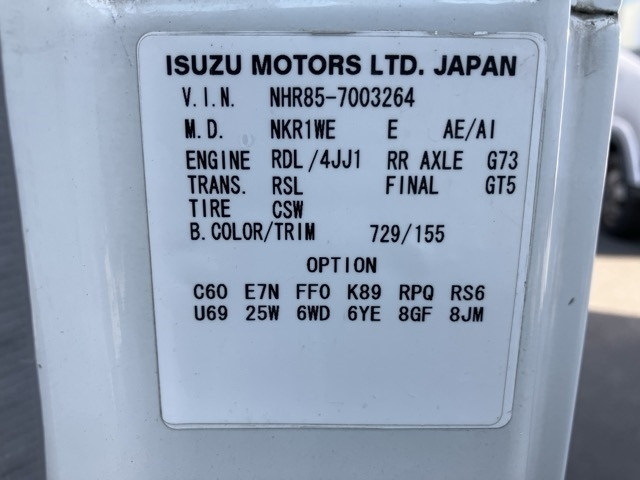 ISUZU MOTORS LTD. JAPAN
V.I.N. NHR85-7003264
M.D. NKR1WE E AE/AI
ENGINE RDL/4JJ1 RR AXLE G73
TRANS. RSL FINAL GT5
TIRE CSW
B.COLOR/TRIM 729/155
OPTION
C60 E7N FF0 K89 RPQ RS6
U69 25W 6WD 6YE 8GF 8JM